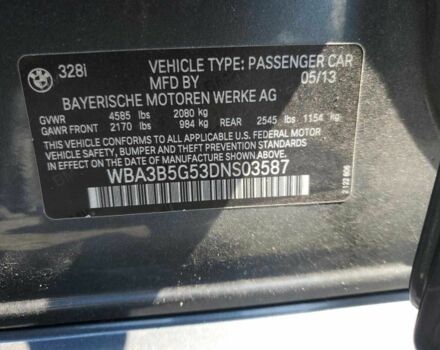 328i VEHICLE TYPE: PASSENGER CAR
MFD BY 05/13
BAYERISCHE MOTOREN WERKE AG
GVWR 4585 lbs 2080 kg
GAWR FRONT 2170 lbs 984 kg REAR 2545 lbs 1154 kg
THIS VEHICLE CONFORMS TO ALL APPLICABLE
FEDERAL MOTOR VEHICLE SAFETY, BUMPER,
AND THEFT PREVENTION STANDARDS IN EFFECT
ON THE DATE OF MANUFACTURE SHOWN ABOVE.
WBA3B5G53DNS03587